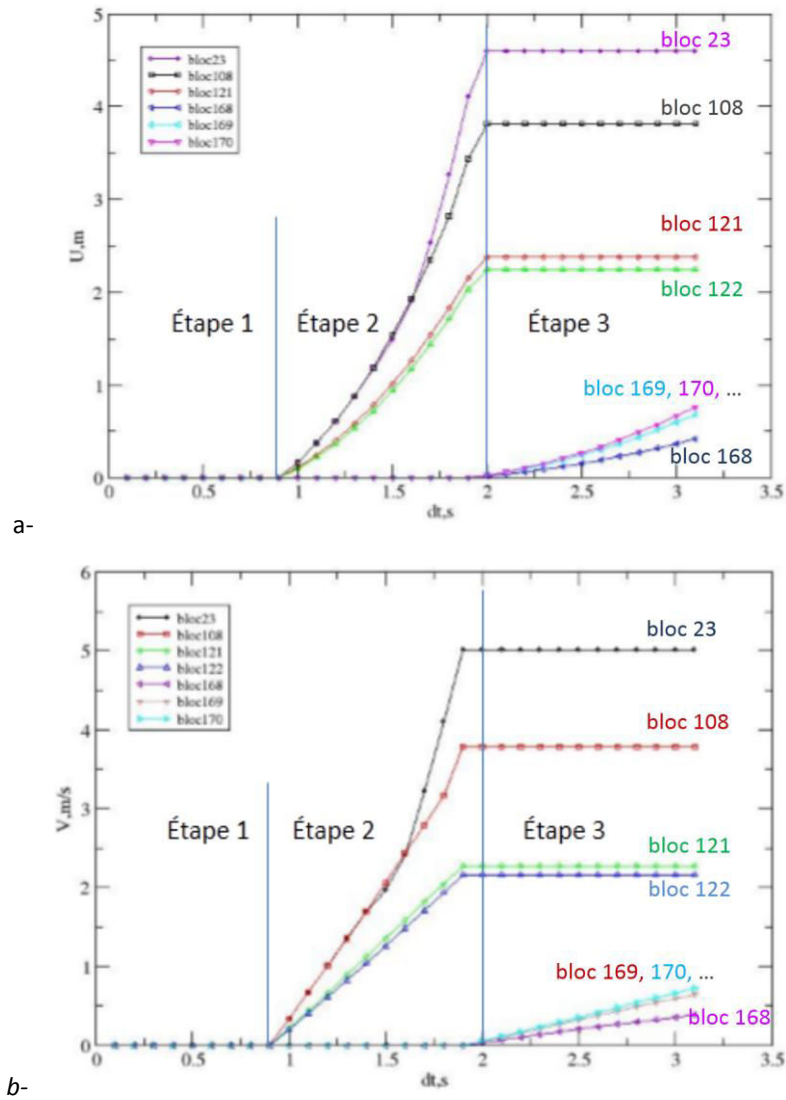 5
bloc 23
bloc23
bloc108
bloc121
bloc168
bloc169
bloc170
4
bloc 108
3
U,m
bloc 121
2
bloc 122
Étape 1
Étape 2
Étape 3
1
bloc 169, 170, ...
bloc 168
0
0 0.5 1 1.5 2 2.5 3 3.5
dt,s
a-
6
bloc23
bloc108
bloc121
bloc122
bloc168
bloc169
bloc170
5
bloc 23
4
bloc 108
3
V,m/s
Étape 1
Étape 2
Étape 3
bloc 121
2
bloc 122
1
bloc 169, 170, ...
bloc 168
0
0 0.5 1 1.5 2 2.5 3 3.5
dt,s
b-